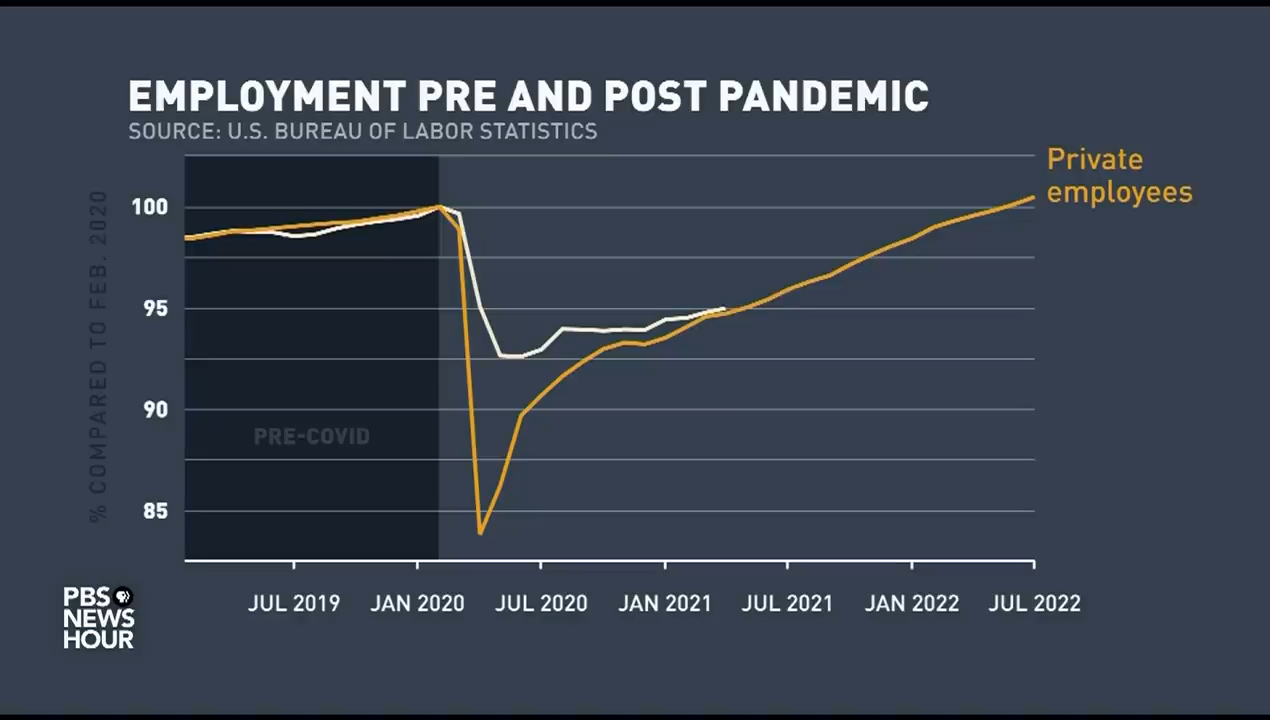 EMPLOYMENT PRE AND POST PANDEMIC
SOURCE: U.S. BUREAU OF LABOR STATISTICS
Private
employees
% COMPARED TO FEB. 2020
100
95
90
85
PRE-COVID
JUL 2019 JAN 2020 JUL 2020 JAN 2021 JUL 2021 JAN 2022 JUL 2022
PBS
NEWS
HOUR